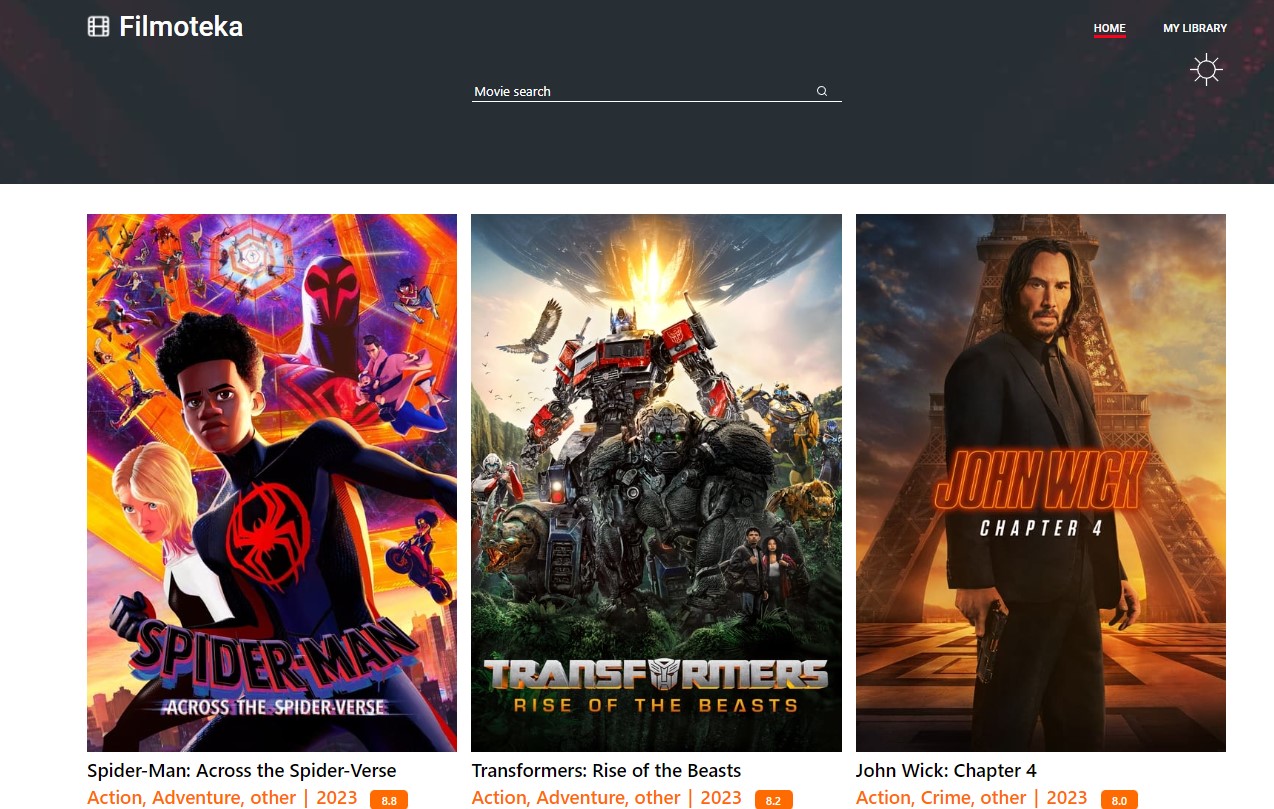 Filmoteka
HOME
MY LIBRARY
Movie search
SPIDER-MAN
ACROSS THE SPIDER-VERSE
TRANSFORMERS
RISE OF THE BEASTS
JOHN WICK
CHAPTER 4
Spider-Man: Across the Spider-Verse
Action, Adventure, other | 2023 8.8
Transformers: Rise of the Beasts
Action, Adventure, other | 2023 8.2
John Wick: Chapter 4
Action, Crime, other | 2023 8.0